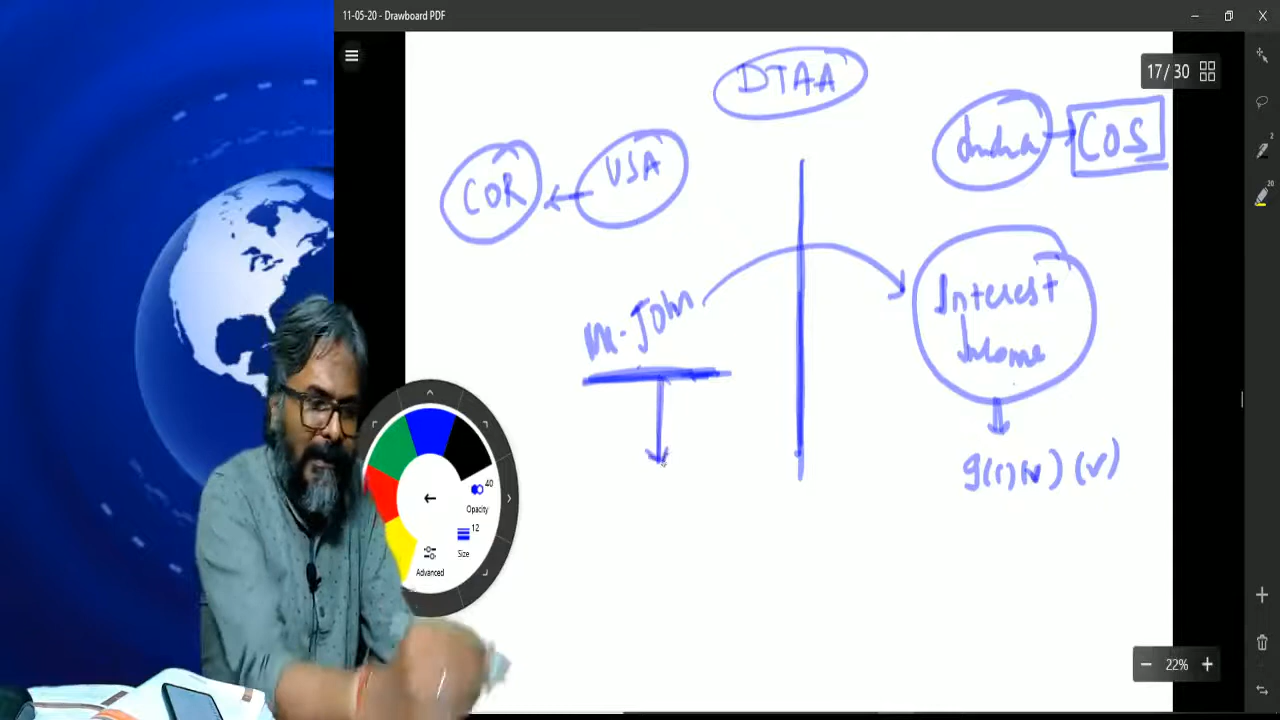 11-05-20 - Drawboard PDF
17 / 30
DTAA
India → COS
COR ← USA
Mr. John
Interest
Income
9(1)(v)
40
Opacity
12
Size
Advanced
22%